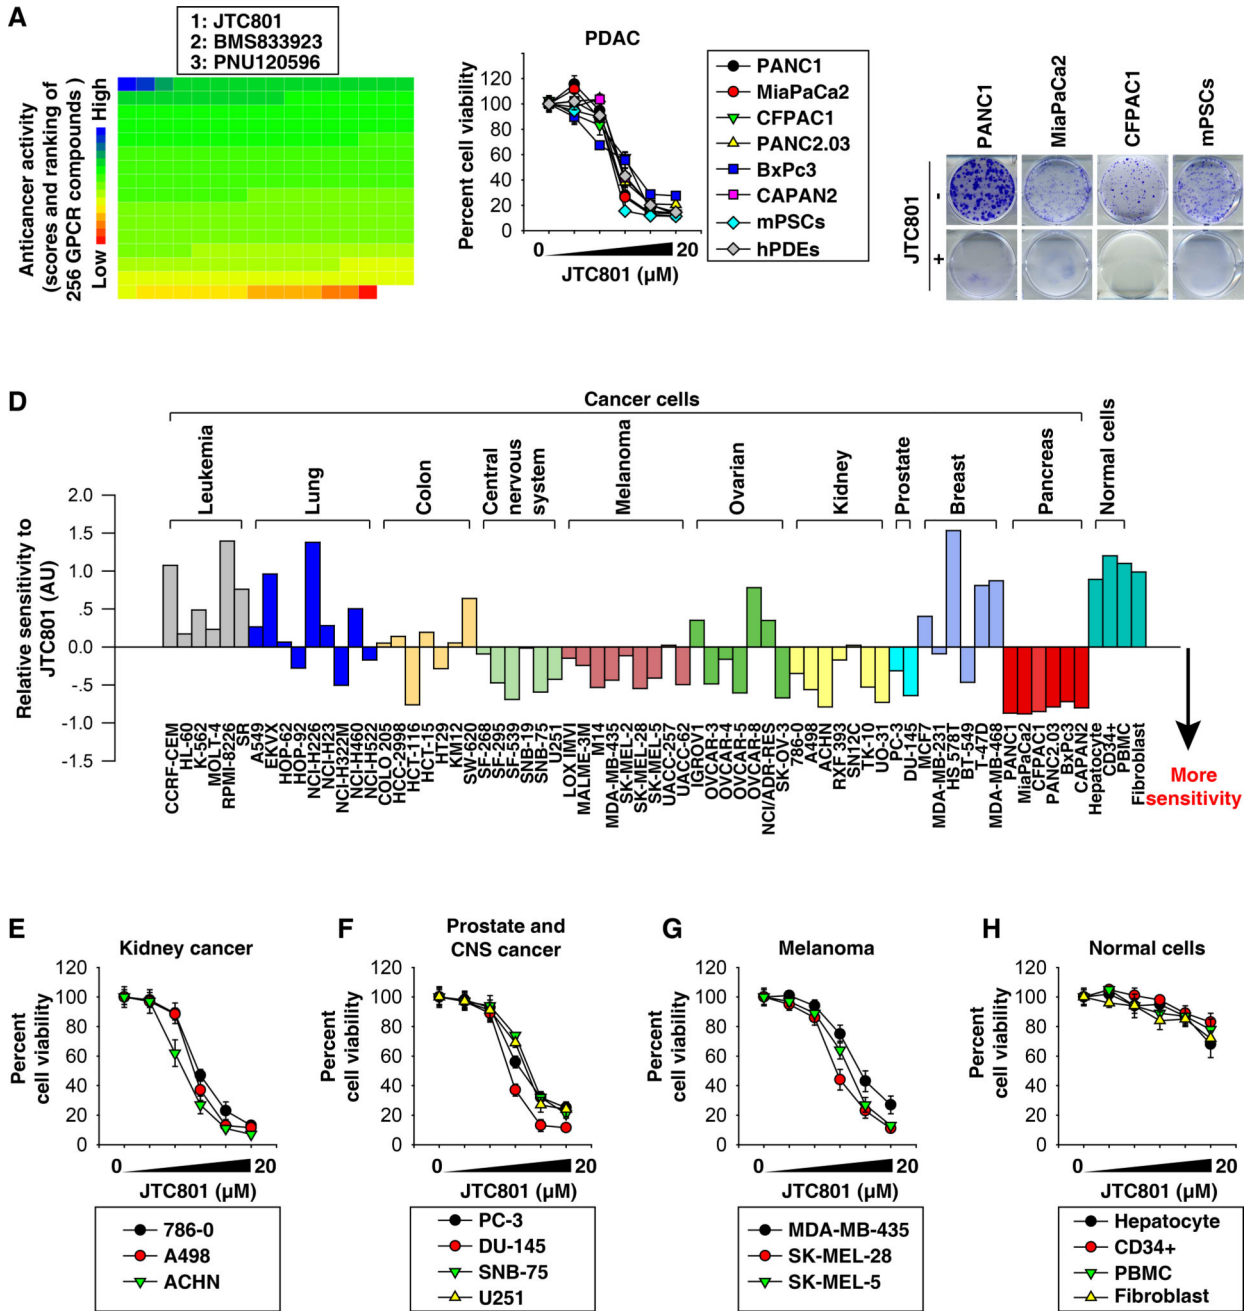 A
1: JTC801
2: BMS833923
3: PNU120596
Anticancer activity
(scores and ranking of
256 GPCR compounds )
High
Low
PDAC
Percent cell viability
120
100
80
60
40
20
0
0
20
JTC801 (µM)
PANC1
MiaPaCa2
CFPAC1
PANC2.03
BxPc3
CAPAN2
mPSCs
hPDEs
PANC1
MiaPaCa2
CFPAC1
mPSCs
JTC801
-
+
D
Cancer cells
Leukemia
Lung
Colon
Central
nervous
system
Melanoma
Ovarian
Kidney
Prostate
Breast
Pancreas
Normal cells
Relative sensitivity to
JTC801 (AU)
2.0
1.5
1.0
.5
0.0
-.5
-1.0
-1.5
CCRF-CEM
HL-60
K-562
MOLT-4
RPMI-8226
SR
A549
EKVX
HOP-62
HOP-92
NCI-H226
NCI-H23
NCI-H322M
NCI-H460
NCI-H522
COLO 205
HCC-2998
HCT-116
HCT-15
HT29
KM12
SW-620
SF-268
SF-295
SF-539
SNB-19
SNB-75
U251
LOX IMVI
MALME-3M
M14
MDA-MB-435
SK-MEL-2
SK-MEL-28
SK-MEL-5
UACC-257
UACC-62
IGROV1
OVCAR-3
OVCAR-4
OVCAR-5
OVCAR-8
NCI/ADR-RES
SK-OV-3
786-0
A498
ACHN
RXF 393
SN12C
TK-10
UO-31
PC-3
DU-145
MCF7
MDA-MB-231
HS 578T
BT-549
T-47D
MDA-MB-468
PANC1
MiaPaCa2
CFPAC1
PANC2.03
BxPc3
CAPAN2
Hepatocyte
CD34+
PBMC
Fibroblast
More
sensitivity
E
Kidney cancer
Percent
cell viability
120
100
80
60
40
20
0
0
20
JTC801 (µM)
786-0
A498
ACHN
F
Prostate and
CNS cancer
Percent
cell viability
120
100
80
60
40
20
0
0
20
JTC801 (µM)
PC-3
DU-145
SNB-75
U251
G
Melanoma
Percent
cell viability
120
100
80
60
40
20
0
0
20
JTC801 (µM)
MDA-MB-435
SK-MEL-28
SK-MEL-5
H
Normal cells
Percent
cell viability
120
100
80
60
40
20
0
0
20
JTC801 (µM)
Hepatocyte
CD34+
PBMC
Fibroblast